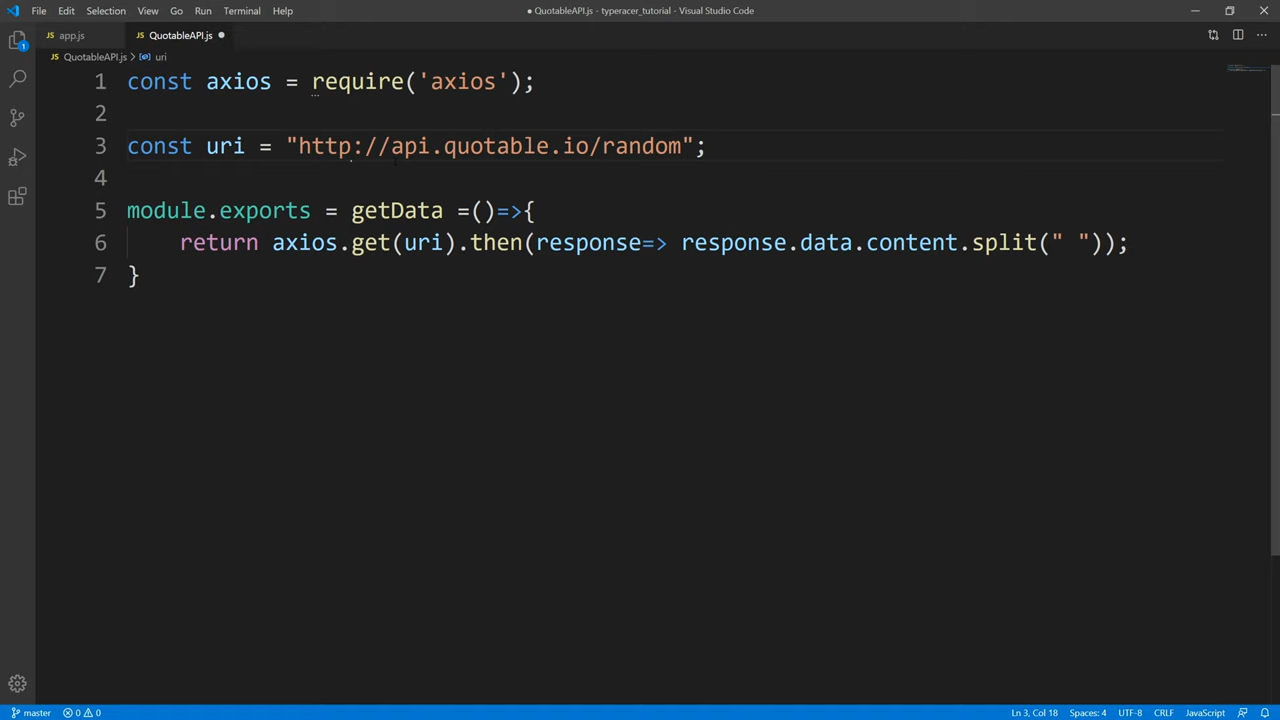 File Edit Selection View Go Run Terminal Help ● QuotableAPI.js - typeracer_tutorial - Visual Studio Code
app.js QuotableAPI.js
QuotableAPI.js > uri
1 const axios = require('axios');
2
3 const uri = "http://api.quotable.io/random";
4
5 module.exports = getData =()=>{
6 return axios.get(uri).then(response=> response.data.content.split(" "));
7 }
master 0 0 Ln 3, Col 18 Spaces: 4 UTF-8 CRLF JavaScript